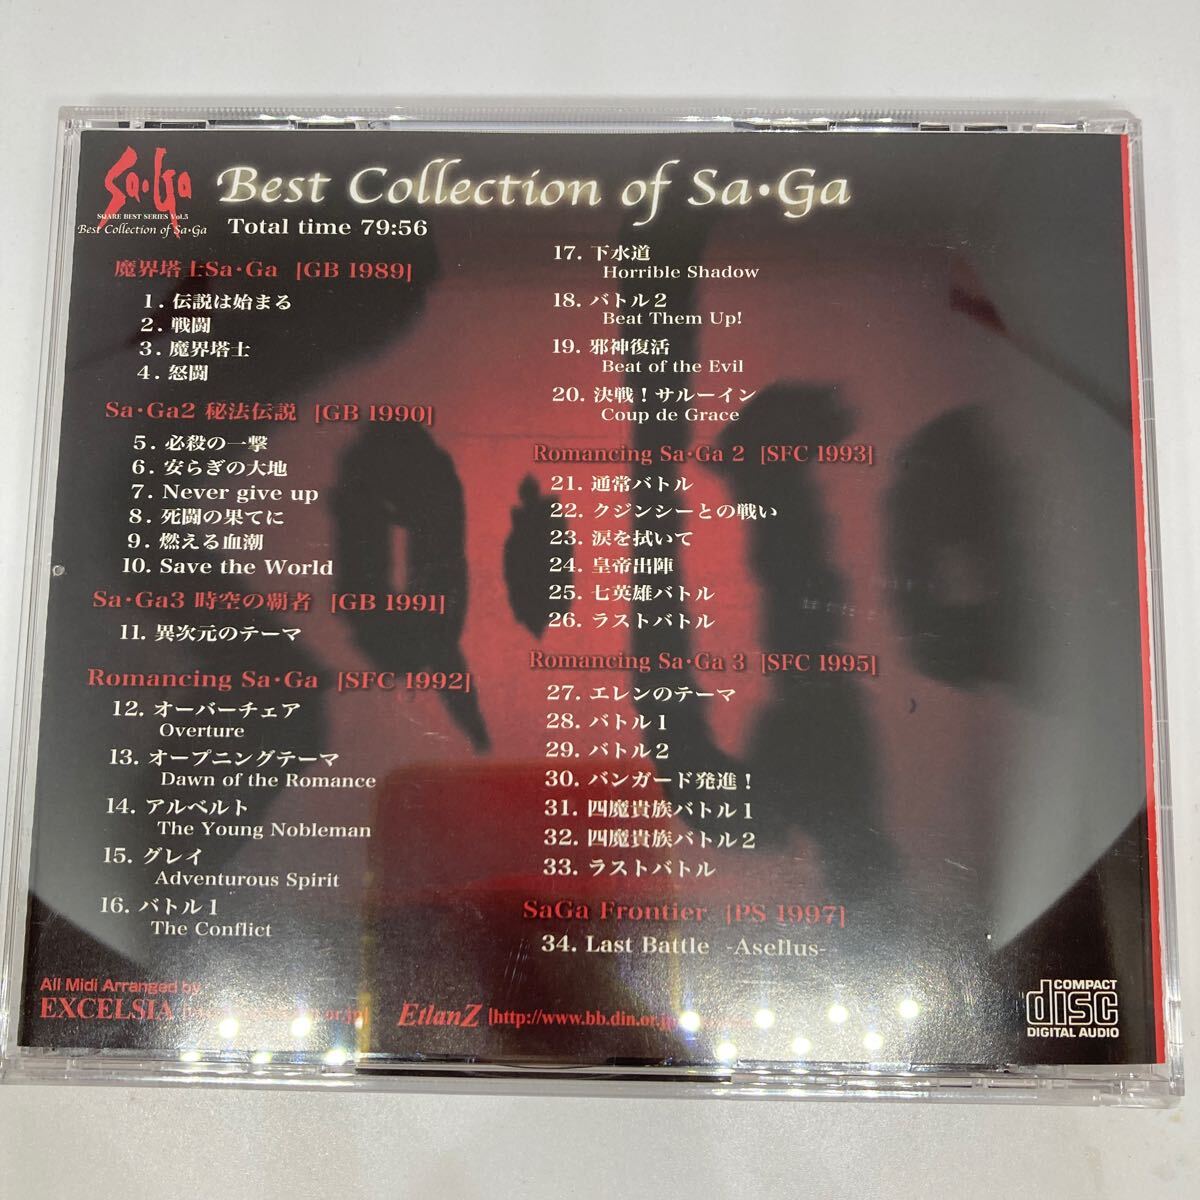 Sa・Ga
SQARE BEST SERIES Vol.5
Best Collection of Sa・Ga
Best Collection of Sa・Ga
Total time 79:56
魔界塔士Sa・Ga [GB 1989]
1. 伝説は始まる
2. 戦闘
3. 魔界塔士
4. 怒闘
Sa・Ga2 秘法伝説 [GB 1990]
5. 必殺の一撃
6. 安らぎの大地
7. Never give up
8. 死闘の果てに
9. 燃える血潮
10. Save the World
Sa・Ga3 時空の覇者 [GB 1991]
11. 異次元のテーマ
Romancing Sa・Ga [SFC 1992]
12. オーバーチェア
Overture
13. オープニングテーマ
Dawn of the Romance
14. アルベルト
The Young Nobleman
15. グレイ
Adventurous Spirit
16. バトル1
The Conflict
17. 下水道
Horrible Shadow
18. バトル2
Beat Them Up!
19. 邪神復活
Beat of the Evil
20. 決戦！サルーイン
Coup de Grace
Romancing Sa・Ga 2 [SFC 1993]
21. 通常バトル
22. クジンシーとの戦い
23. 涙を拭いて
24. 皇帝出陣
25. 七英雄バトル
26. ラストバトル
Romancing Sa・Ga 3 [SFC 1995]
27. エレンのテーマ
28. バトル1
29. バトル2
30. バンガード発進！
31. 四魔貴族バトル1
32. 四魔貴族バトル2
33. ラストバトル
SaGa Frontier [PS 1997]
34. Last Battle -Asellus-
All Midi Arranged by
EXCELSIA
EtlanZ [http://www.bb.din.or.jp
COMPACT
disc
DIGITAL AUDIO